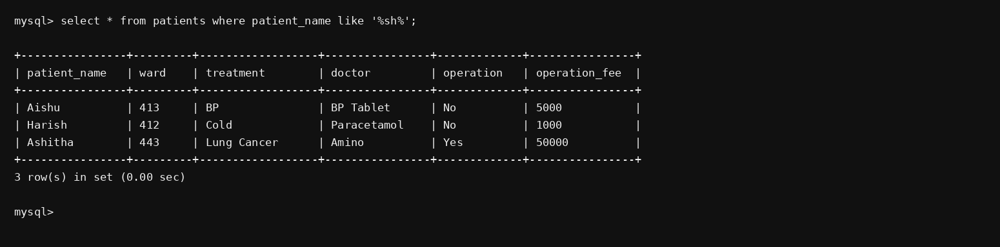 mysql> select * from patients where patient_name like '%sh%';
+----------------+---------+------------------+----------------+-------------+----------------+
| patient_name   | ward    | treatment        | doctor         | operation   | operation_fee  |
+----------------+---------+------------------+----------------+-------------+----------------+
| Aishu          | 413     | BP               | BP Tablet      | No          | 5000           |
| Harish         | 412     | Cold             | Paracetamol    | No          | 1000           |
| Ashitha        | 443     | Lung Cancer      | Amino          | Yes         | 50000          |
+----------------+---------+------------------+----------------+-------------+----------------+
3 row(s) in set (0.00 sec)
mysql>